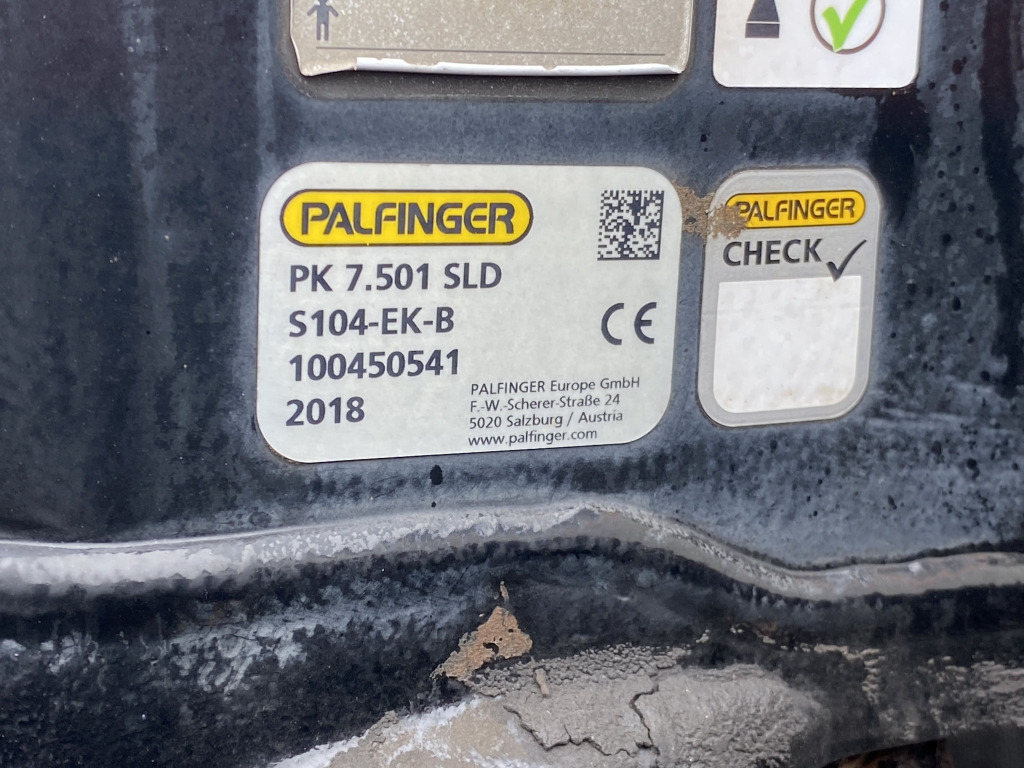 PALFINGER
PK 7.501 SLD
S104-EK-B
100450541
2018
CE
PALFINGER Europe GmbH
F.-W.-Scherer-Straße 24
5020 Salzburg / Austria
www.palfinger.com
PALFINGER
CHECK